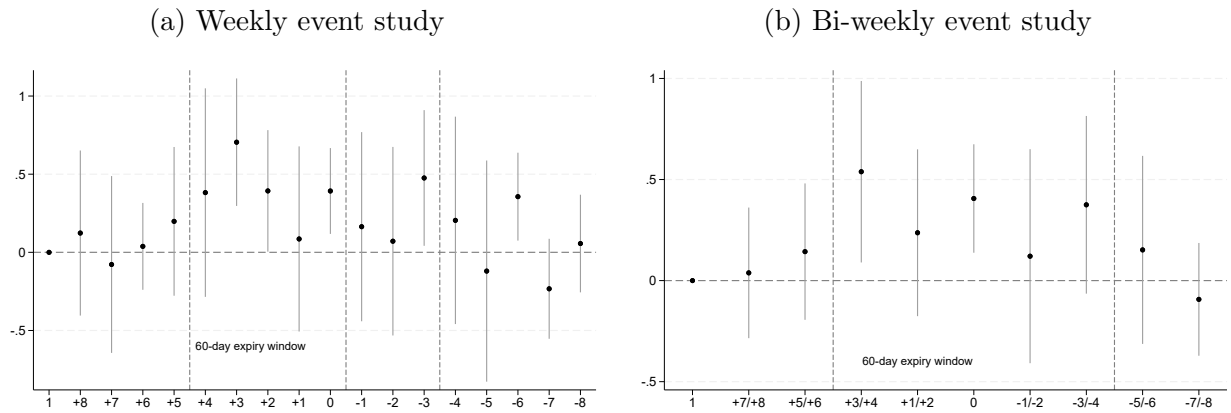 (a) Weekly event study
1
.5
0
-.5
60-day expiry window
1 +8 +7 +6 +5 +4 +3 +2 +1 0 -1 -2 -3 -4 -5 -6 -7 -8
(b) Bi-weekly event study
1
.5
0
-.5
60-day expiry window
1 +7/+8 +5/+6 +3/+4 +1/+2 0 -1/-2 -3/-4 -5/-6 -7/-8